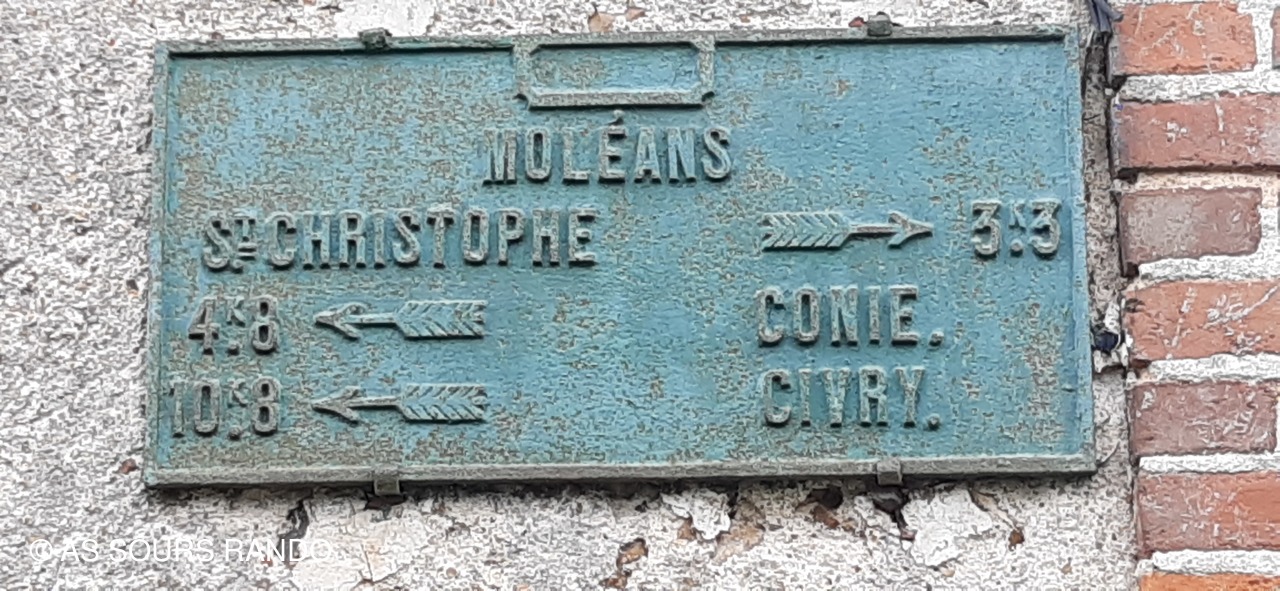 MOLÉANS
ST CHRISTOPHE 3K3
4K8 CONIE.
10K8 CIVRY.
© AS SOURS RANDO